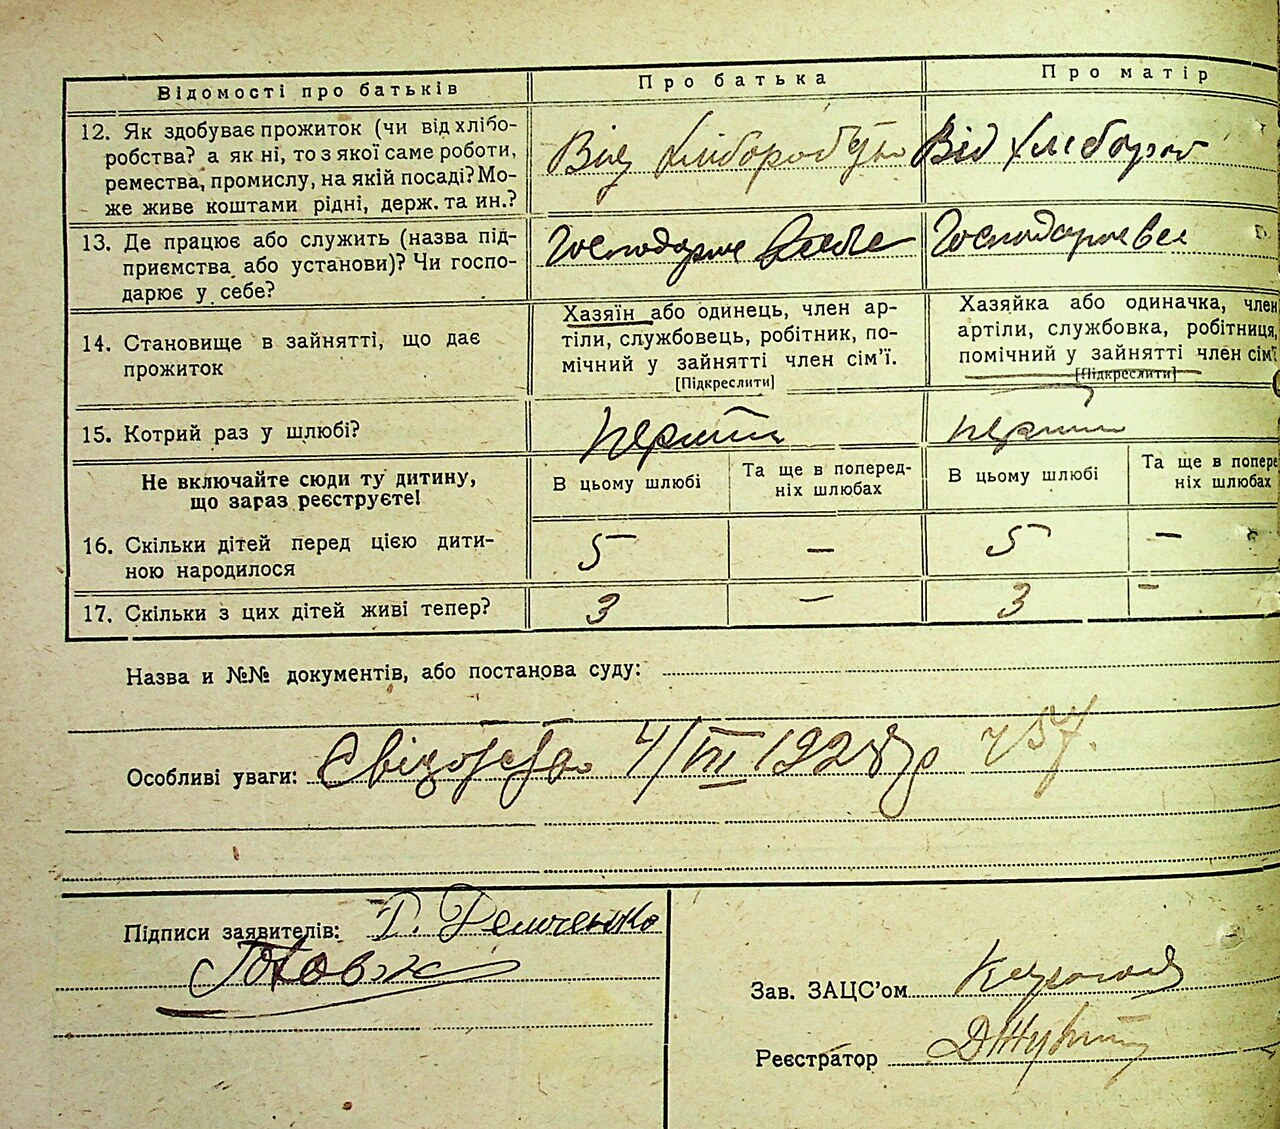 Відомості про батьків
Про батька
Про матір
12. Як здобуває прожиток (чи від хлібо-
робства? а як ні, то з якої саме роботи,
ремества, промислу, на якій посаді? Мо-
же живе коштами рідні, держ. та ин.?
Від хліборобства
Від хлібороб
13. Де працює або служить (назва під-
приємства або установи)? Чи госпо-
дарює у себе?
Господарює
Господарює
14. Становище в зайнятті, що дає
прожиток
Хазяїн або одинець, член ар-
тіли, службовець, робітник, по-
мічний у зайнятті член сім'ї.
[Підкреслити]
Хазяйка або одиначка, член
артіли, службовка, робітниця,
помічний у зайнятті член сім'ї
[Підкреслити]
15. Котрий раз у шлюбі?
перший
перший
Не включайте сюди ту дитину,
що зараз реєструєте!
В цьому шлюбі
Та ще в поперед-
ніх шлюбах
В цьому шлюбі
Та ще в попере
ніх шлюбах
16. Скільки дітей перед цією дити-
ною народилося
5
—
5
—
17. Скільки з цих дітей живі тепер?
3
—
3
—
Назва и №№ документів, або постанова суду:
Особливі уваги: 4/VII 1928 р 57.
Підписи заявителів:
Зав. ЗАЦС'ом
Реєстратор